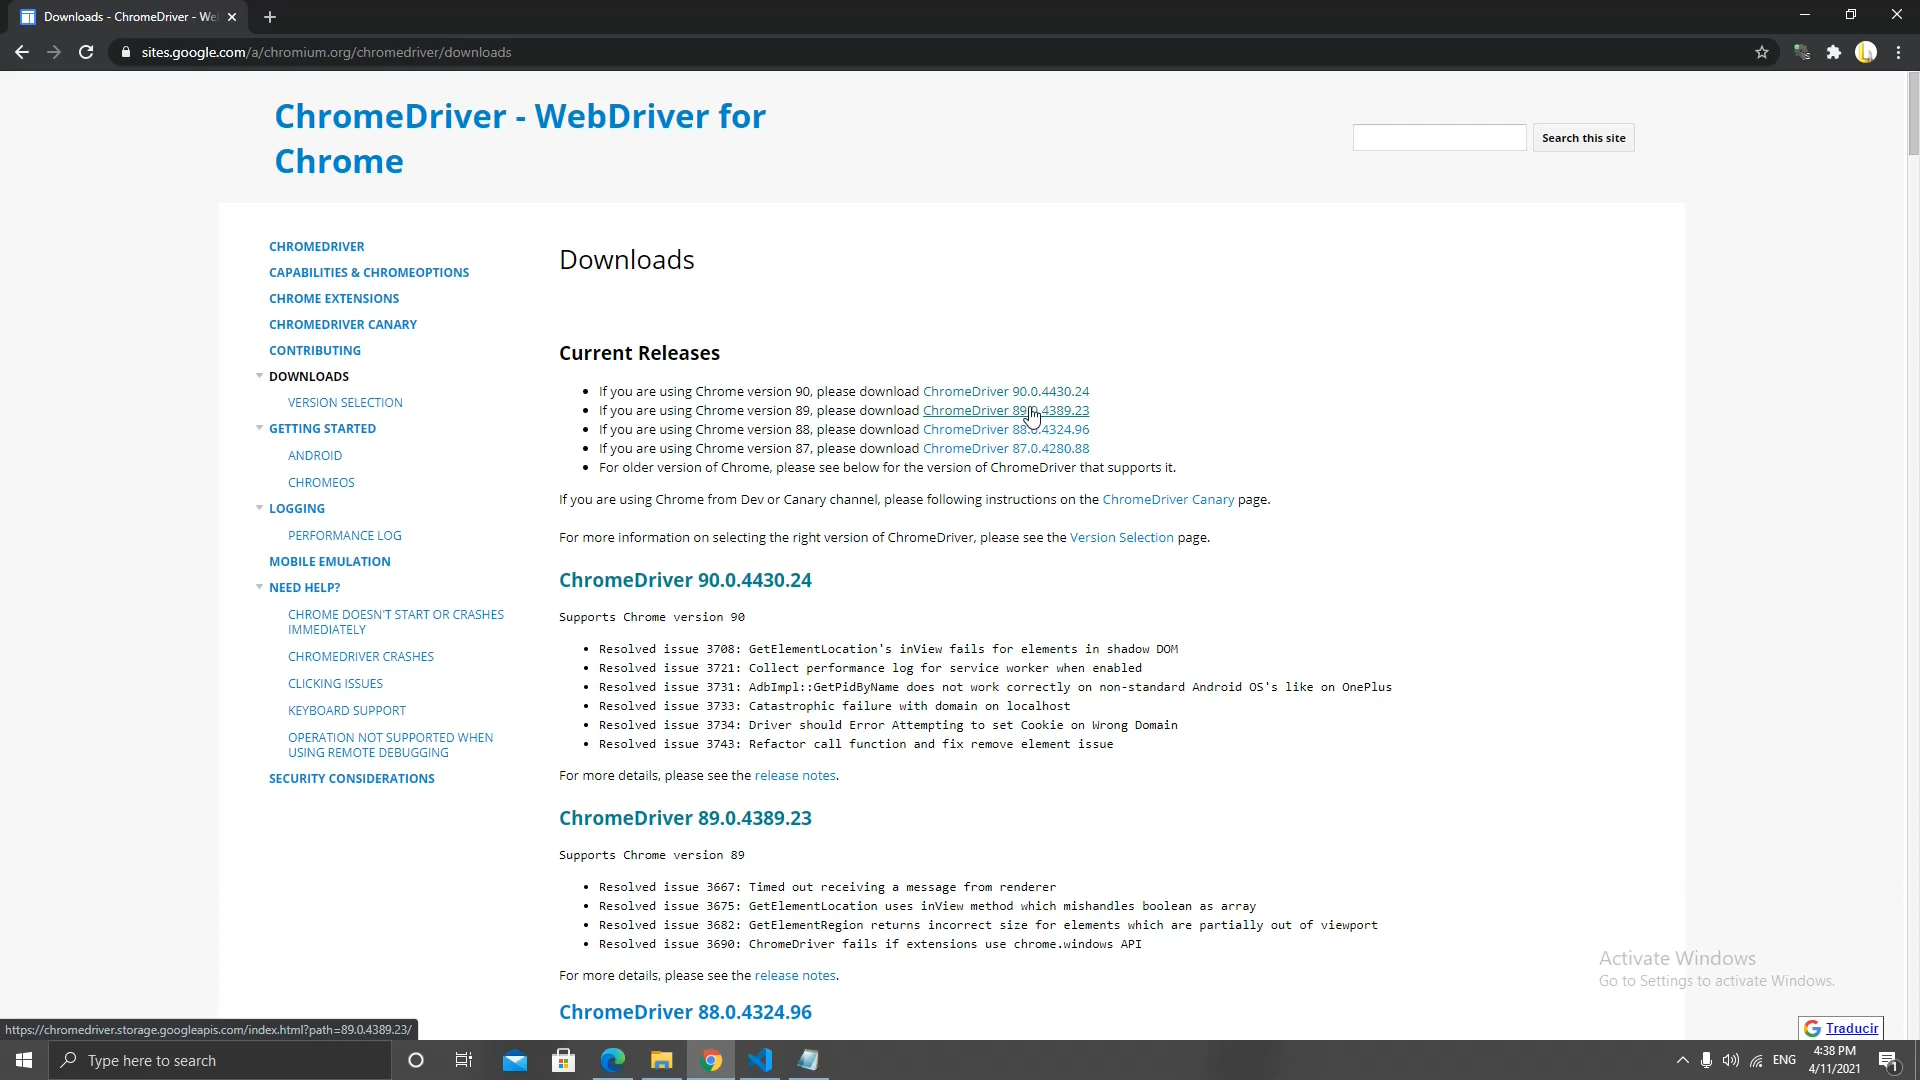 Downloads - ChromeDriver - We
sites.google.com/a/chromium.org/chromedriver/downloads
ChromeDriver - WebDriver for
Chrome
Search this site
CHROMEDRIVER
CAPABILITIES & CHROMEOPTIONS
CHROME EXTENSIONS
CHROMEDRIVER CANARY
CONTRIBUTING
DOWNLOADS
VERSION SELECTION
GETTING STARTED
ANDROID
CHROMEOS
LOGGING
PERFORMANCE LOG
MOBILE EMULATION
NEED HELP?
CHROME DOESN'T START OR CRASHES
IMMEDIATELY
CHROMEDRIVER CRASHES
CLICKING ISSUES
KEYBOARD SUPPORT
OPERATION NOT SUPPORTED WHEN
USING REMOTE DEBUGGING
SECURITY CONSIDERATIONS
Downloads
Current Releases
If you are using Chrome version 90, please download ChromeDriver 90.0.4430.24
If you are using Chrome version 89, please download ChromeDriver 89.0.4389.23
If you are using Chrome version 88, please download ChromeDriver 88.0.4324.96
If you are using Chrome version 87, please download ChromeDriver 87.0.4280.88
For older version of Chrome, please see below for the version of ChromeDriver that supports it.
If you are using Chrome from Dev or Canary channel, please following instructions on the ChromeDriver Canary page.
For more information on selecting the right version of ChromeDriver, please see the Version Selection page.
ChromeDriver 90.0.4430.24
Supports Chrome version 90
Resolved issue 3708: GetElementLocation's inView fails for elements in shadow DOM
Resolved issue 3721: Collect performance log for service worker when enabled
Resolved issue 3731: AdbImpl::GetPidByName does not work correctly on non-standard Android OS's like on OnePlus
Resolved issue 3733: Catastrophic failure with domain on localhost
Resolved issue 3734: Driver should Error Attempting to set Cookie on Wrong Domain
Resolved issue 3743: Refactor call function and fix remove element issue
For more details, please see the release notes.
ChromeDriver 89.0.4389.23
Supports Chrome version 89
Resolved issue 3667: Timed out receiving a message from renderer
Resolved issue 3675: GetElementLocation uses inView method which mishandles boolean as array
Resolved issue 3682: GetElementRegion returns incorrect size for elements which are partially out of viewport
Resolved issue 3690: ChromeDriver fails if extensions use chrome.windows API
For more details, please see the release notes.
ChromeDriver 88.0.4324.96
Activate Windows
Go to Settings to activate Windows.
https://chromedriver.storage.googleapis.com/index.html?path=89.0.4389.23/
Traducir
Type here to search
ENG
4:38 PM
4/11/2021
1